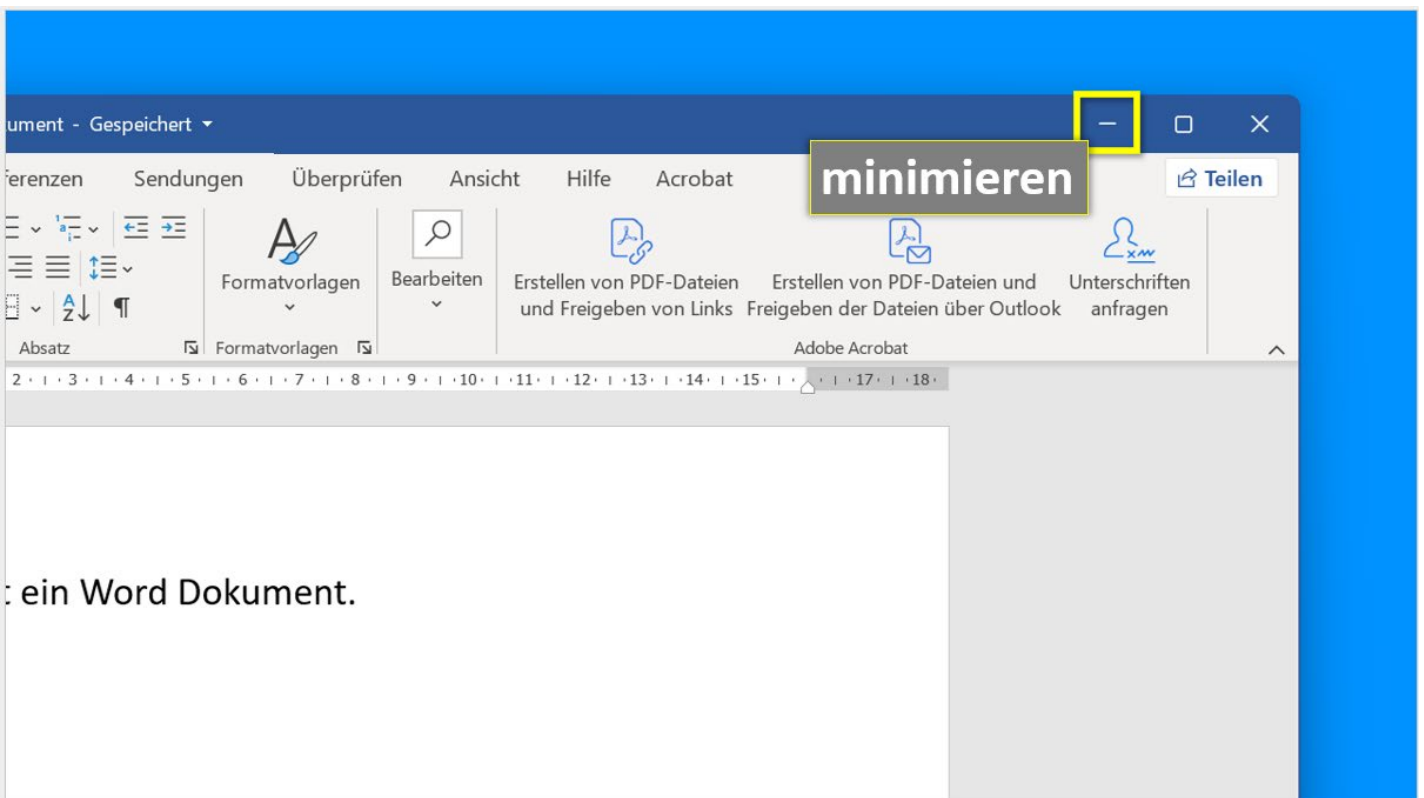 ument - Gespeichert
minimieren
ferenzen Sendungen Überprüfen Ansicht Hilfe Acrobat Teilen
Formatvorlagen Bearbeiten Erstellen von PDF-Dateien Erstellen von PDF-Dateien und Unterschriften
und Freigeben von Links Freigeben der Dateien über Outlook anfragen
Absatz Formatvorlagen Adobe Acrobat
2 3 4 5 6 7 8 9 10 11 12 13 14 15 17 18
ein Word Dokument.